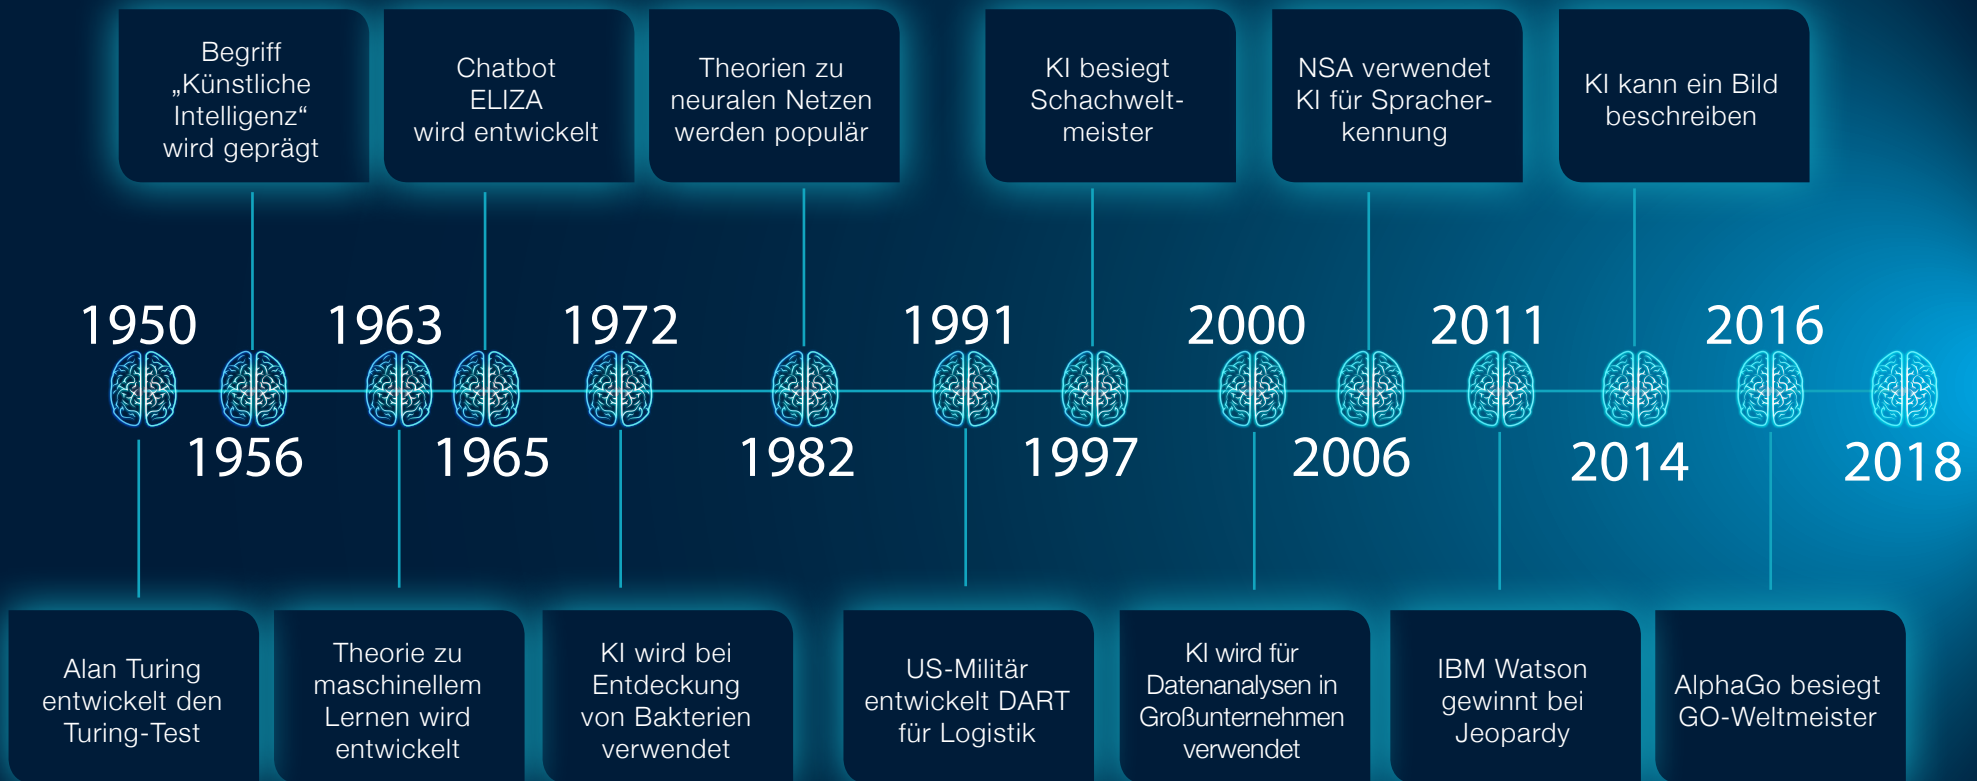 Begriff
„Künstliche
Intelligenz“
wird geprägt
Chatbot
ELIZA
wird entwickelt
Theorien zu
neuralen Netzen
werden populär
KI besiegt
Schachwelt-
meister
NSA verwendet
KI für Spracher-
kennung
KI kann ein Bild
beschreiben
1950
1963
1972
1991
2000
2011
2016
1956
1965
1982
1997
2006
2014
2018
Alan Turing
entwickelt den
Turing-Test
Theorie zu
maschinellem
Lernen wird
entwickelt
KI wird bei
Entdeckung
von Bakterien
verwendet
US-Militär
entwickelt DART
für Logistik
KI wird für
Datenanalysen in
Großunternehmen
verwendet
IBM Watson
gewinnt bei
Jeopardy
AlphaGo besiegt
GO-Weltmeister